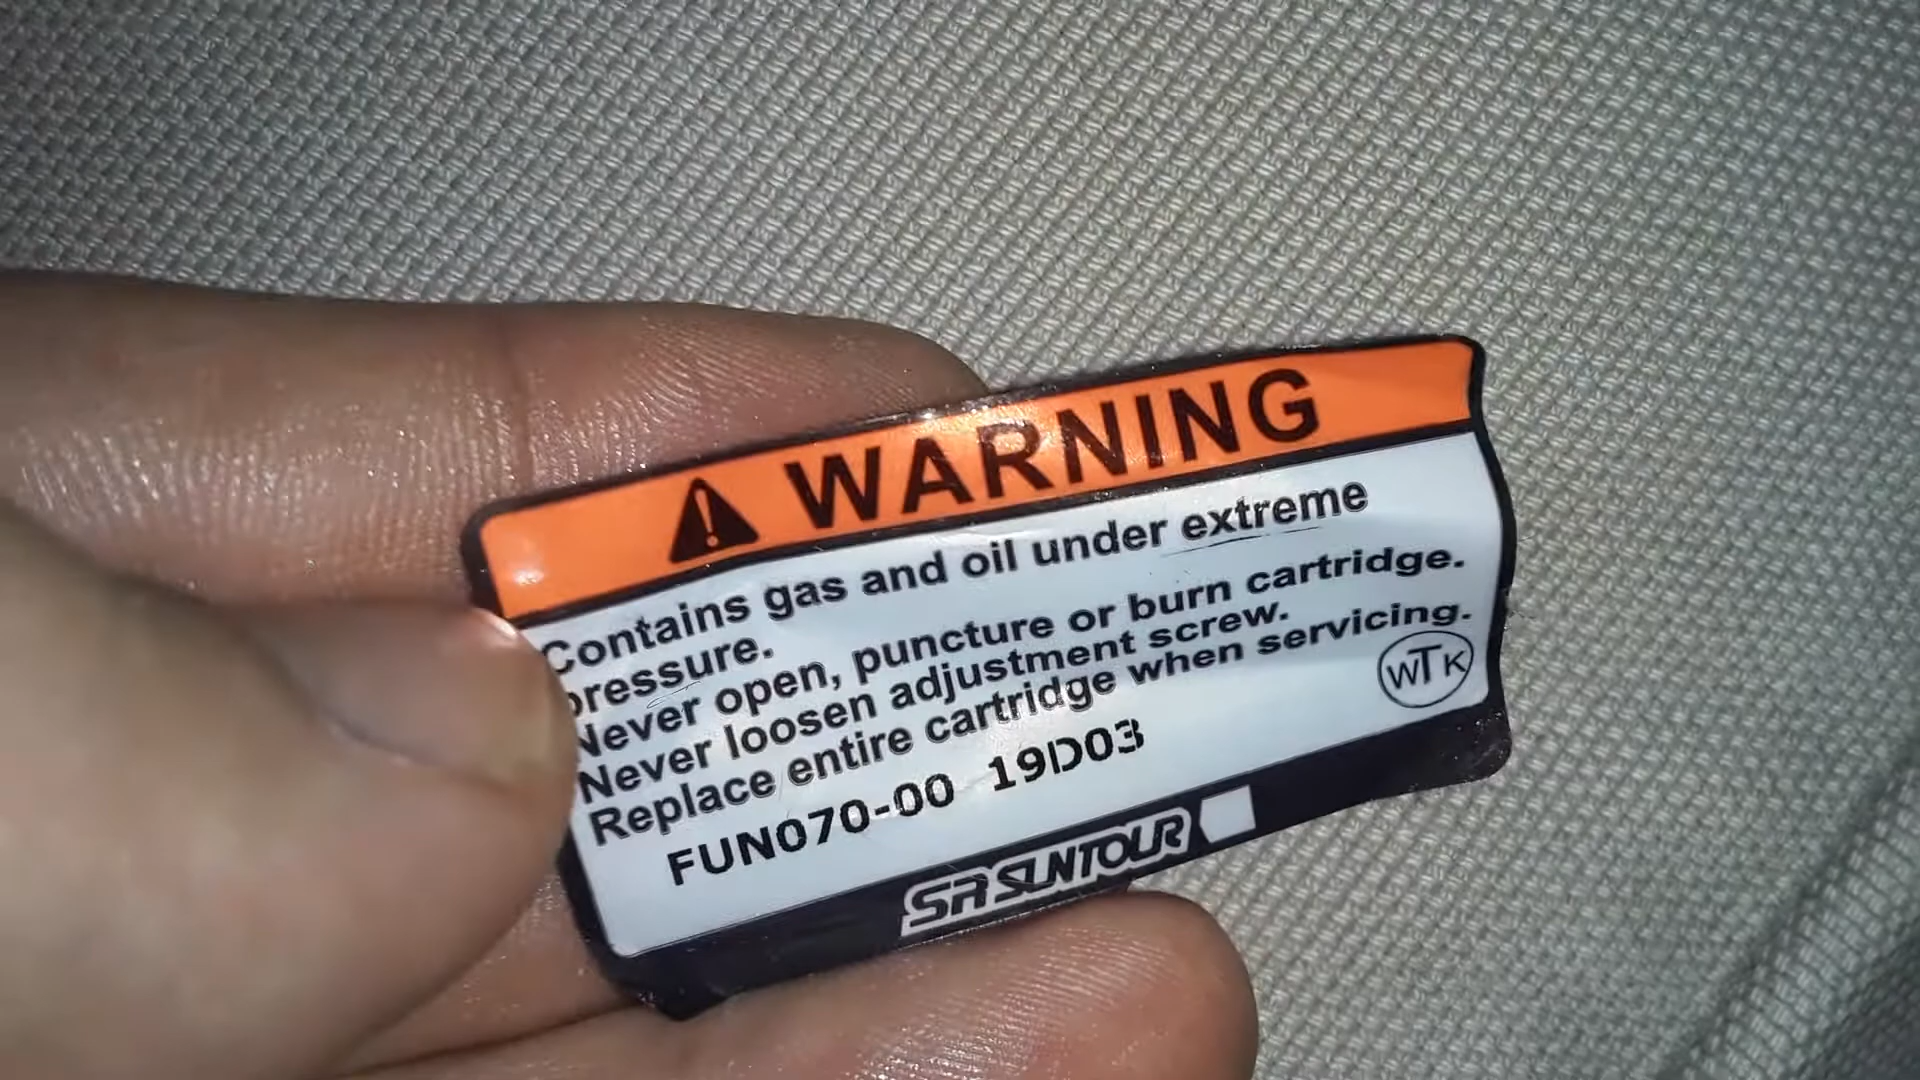 WARNING
Contains gas and oil under extreme
pressure.
Never open, puncture or burn cartridge.
Never loosen adjustment screw.
Replace entire cartridge when servicing.
WTK
FUN070-00 19D03
SR SUNTOUR